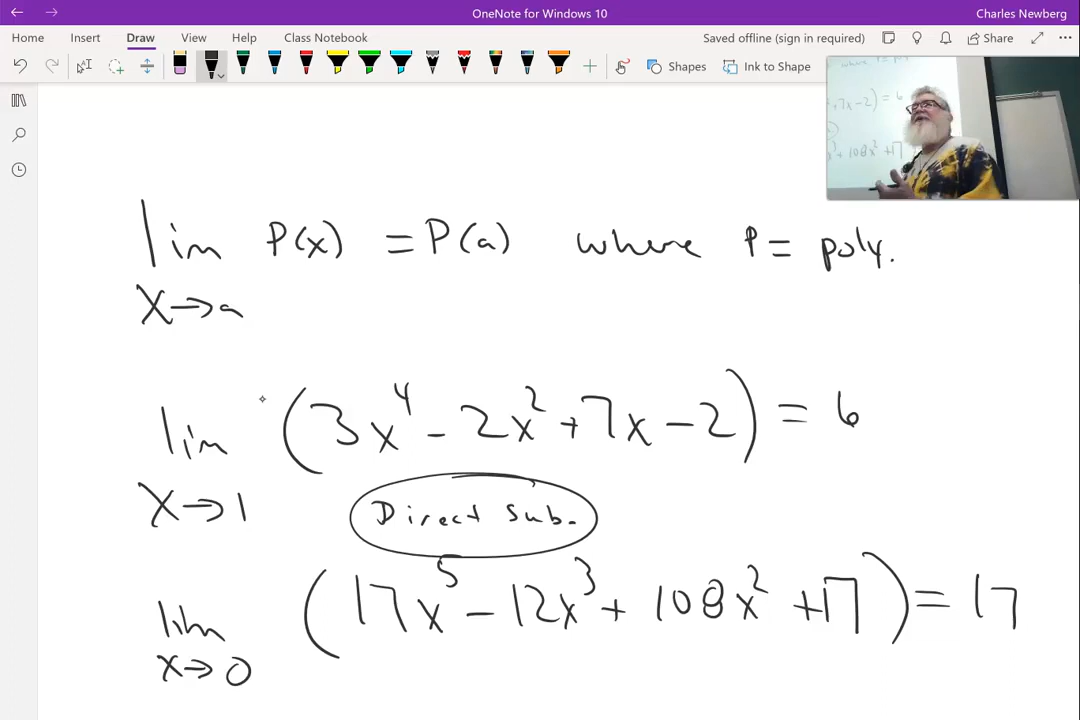 OneNote for Windows 10
Charles Newberg
Home Insert Draw View Help Class Notebook
Saved offline (sign in required)
Share
Shapes
Ink to Shape
lim P(x) = P(a) where P = poly.
x→a
lim (3x⁴ - 2x² + 7x - 2) = 6
x→1
Direct Sub.
lim (17x⁵ - 12x³ + 108x² + 17) = 17
x→0